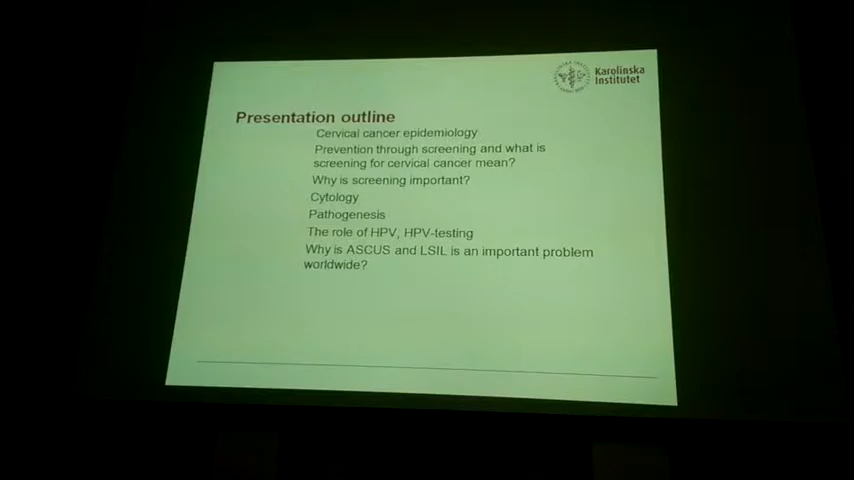 Karolinska
Institutet
Presentation outline
Cervical cancer epidemiology
Prevention through screening and what is
screening for cervical cancer mean?
Why is screening important?
Cytology
Pathogenesis
The role of HPV, HPV-testing
Why is ASCUS and LSIL is an important problem
worldwide?